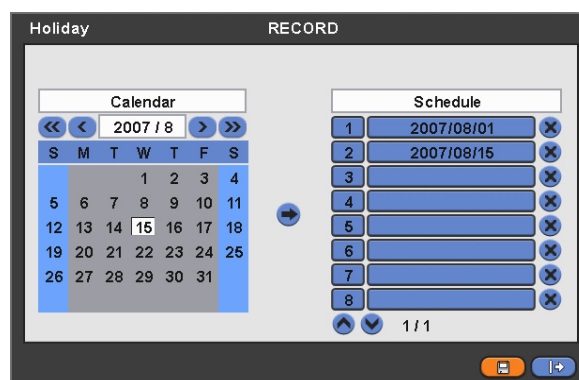 Holiday RECORD
Calendar
2007 / 8
S M T W T F S
1 2 3 4
5 6 7 8 9 10 11
12 13 14 15 16 17 18
19 20 21 22 23 24 25
26 27 28 29 30 31
Schedule
1 2007/08/01
2 2007/08/15
3
4
5
6
7
8
1 / 1